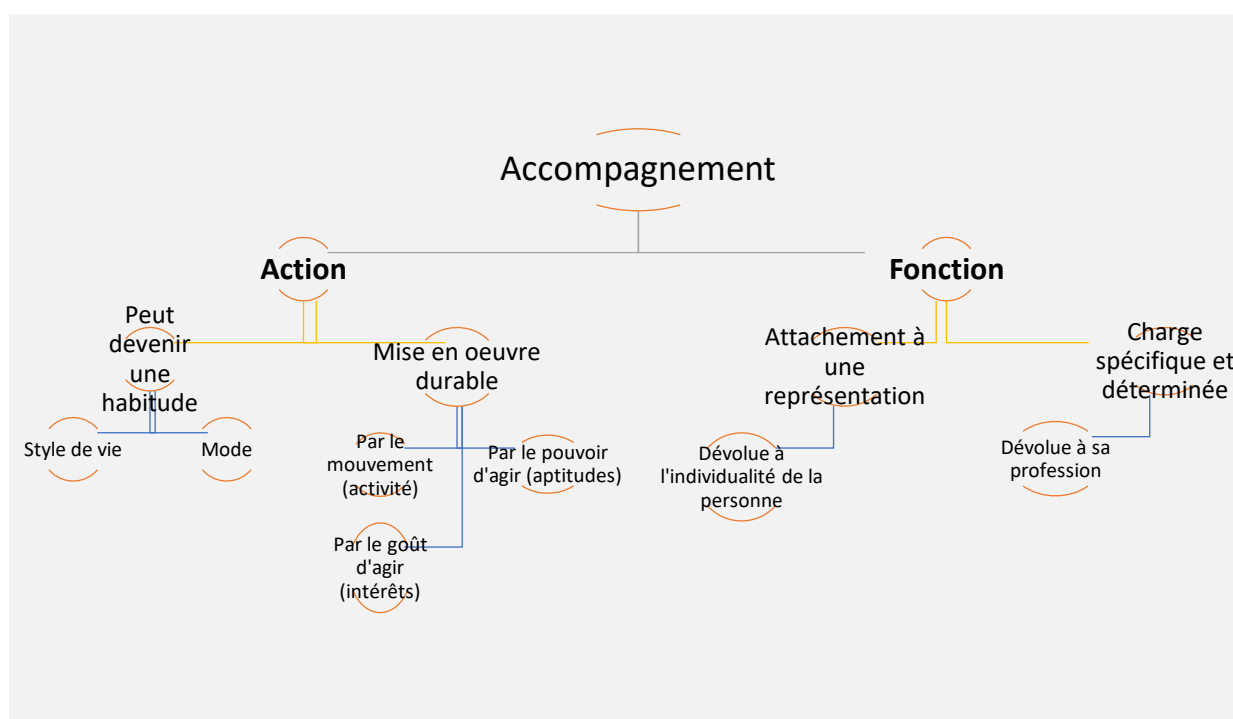 Accompagnement
Action
Fonction
Peut
devenir
une
habitude
Mise en oeuvre
durable
Attachement à
une
représentation
Charge
spécifique et
déterminée
Style de vie
Mode
Par le
mouvement
(activité)
Par le pouvoir
d'agir (aptitudes)
Par le goût
d'agir
(intérêts)
Dévolue à
l'individualité de la
personne
Dévolue à sa
profession